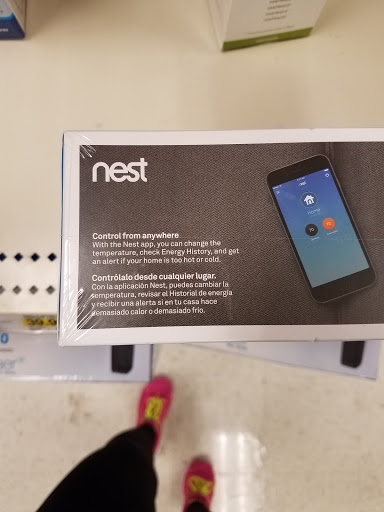 nest
Control from anywhere
With the Nest app, you can change the
temperature, check Energy History, and get
an alert if your home is too hot or cold.
Contrólalo desde cualquier lugar.
Con la aplicación Nest, puedes cambiar la
temperatura, revisar el Historial de energía
y recibir una alerta si en tu casa hace
demasiado calor o demasiado frío.
nest
70